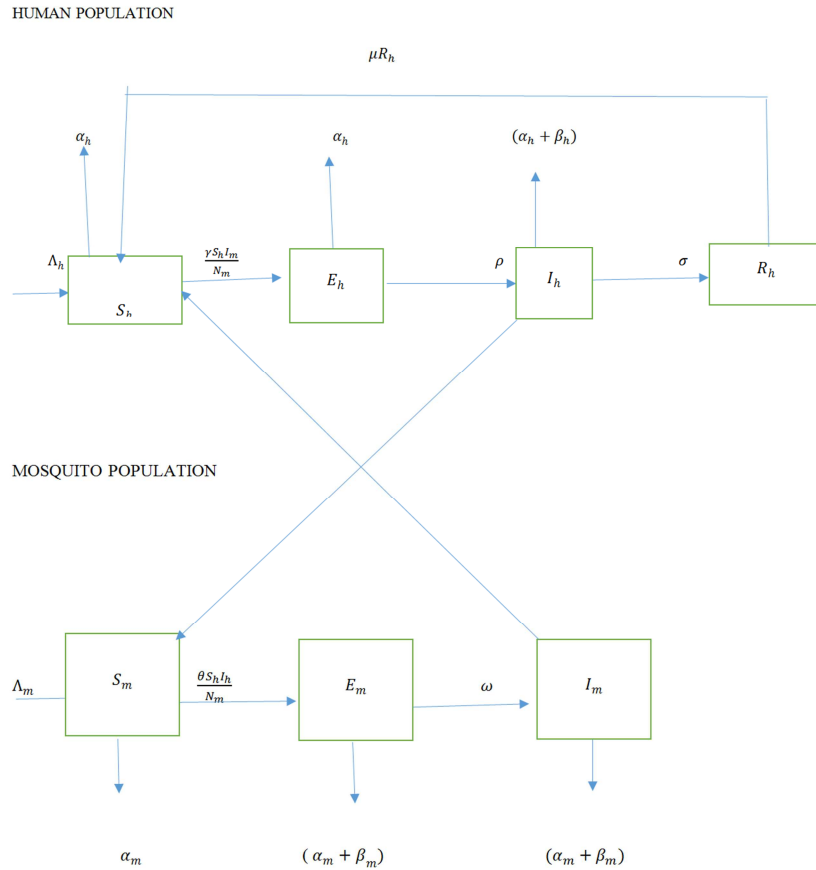 HUMAN POPULATION
μR_h
α_h
α_h
(α_h + β_h)
Λ_h
γS_hI_m
N_m
S_h
E_h
ρ
I_h
σ
R_h
MOSQUITO POPULATION
Λ_m
S_m
θS_hI_h
N_m
E_m
ω
I_m
α_m
( α_m + β_m)
(α_m + β_m)